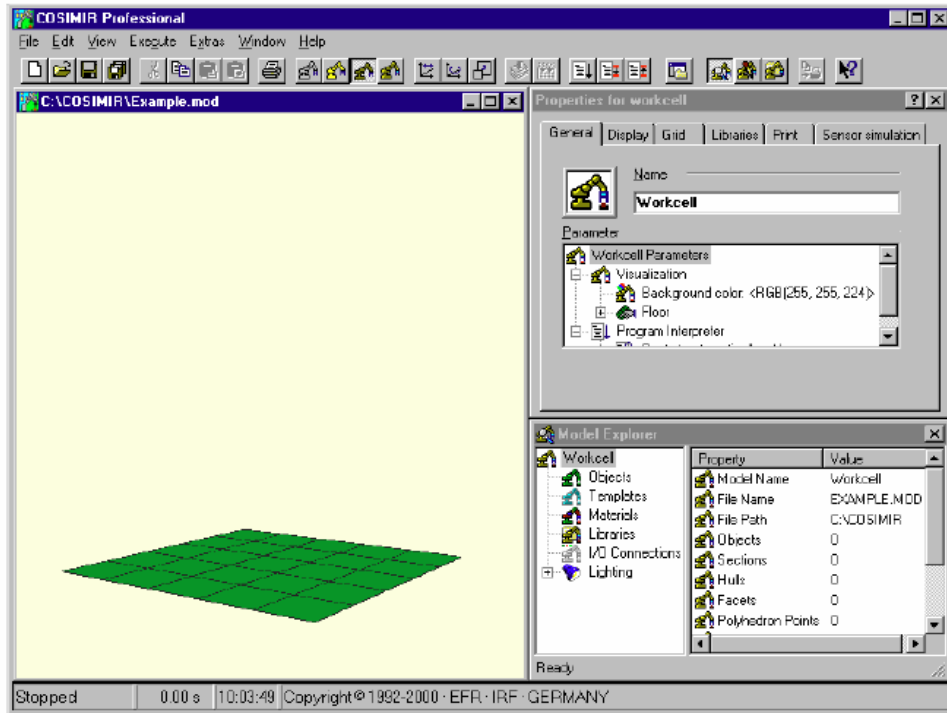 COSIMIR Professional
File Edit View Execute Extras Window Help
C:\COSIMIR\Example.mod
Properties for workcell
General Display Grid Libraries Print Sensor simulation
Name
Workcell
Parameter
Workcell Parameters
Visualization
Background color: <RGB(255, 255, 224)>
Floor
Program Interpreter
Model Explorer
Workcell
Objects
Templates
Materials
Libraries
I/O Connections
Lighting
Property Value
Model Name Workcell
File Name EXAMPLE.MOD
File Path C:\COSIMIR
Objects 0
Sections 0
Hulls 0
Facets 0
Polyhedron Points 0
Ready
Stopped 0.00 s 10:03:49 Copyright © 1992-2000 · EFR · IRF · GERMANY